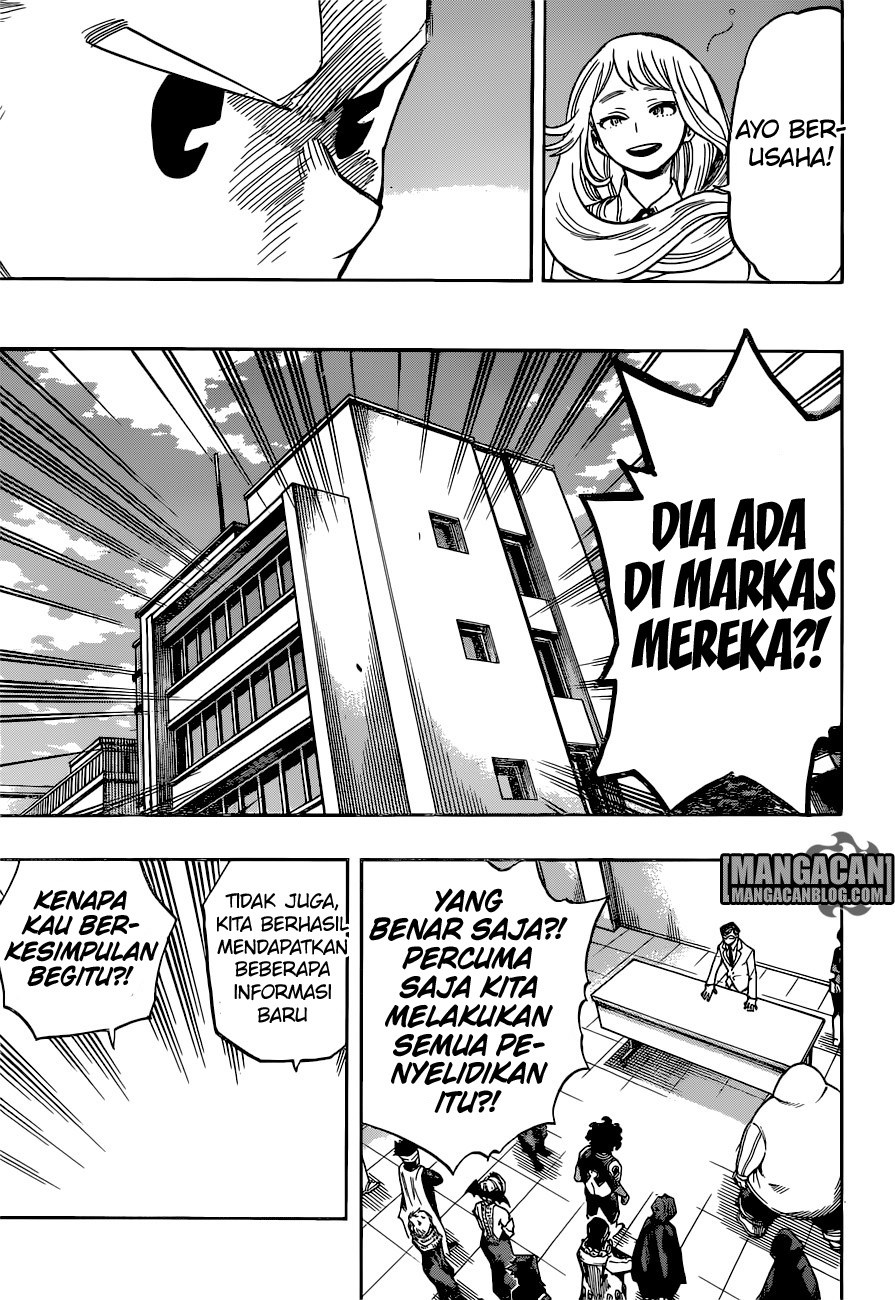 AYO BER-
USAHA!
DIA ADA
DI MARKAS
MEREKA?!
|MANGACAN|
MANGACANBLOG.COM
YANG
BENAR SAJA?!
PERCUMA
SAJA KITA
MELAKUKAN
SEMUA PE-
NYELIDIKAN
ITU?!
TIDAK JUGA,
KITA BERHASIL
MENDAPATKAN
BEBERAPA
INFORMASI
BARU
KENAPA
KAU BER-
KESIMPULAN
BEGITU?!